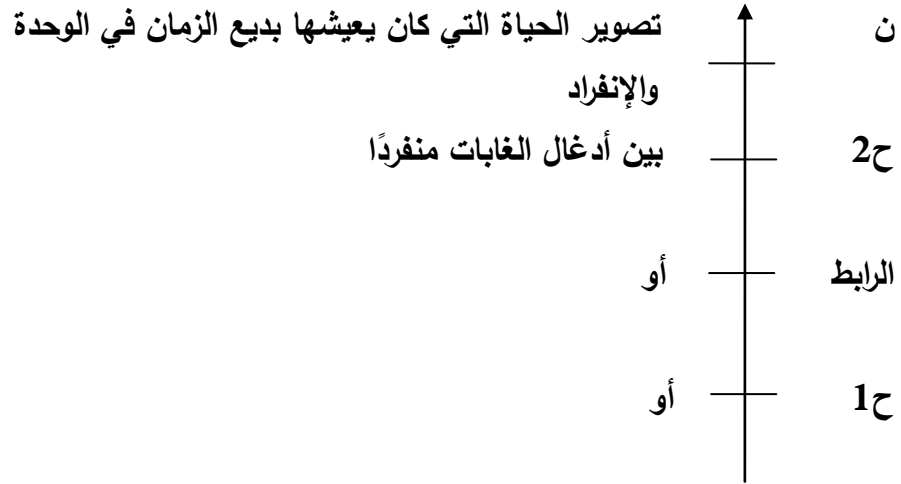 ن تصوير الحياة التي كان يعيشها بديع الزمان في الوحدة
والإنفراد
ح2 بين أدغال الغابات منفردًا
الرابط أو
ح1 أو